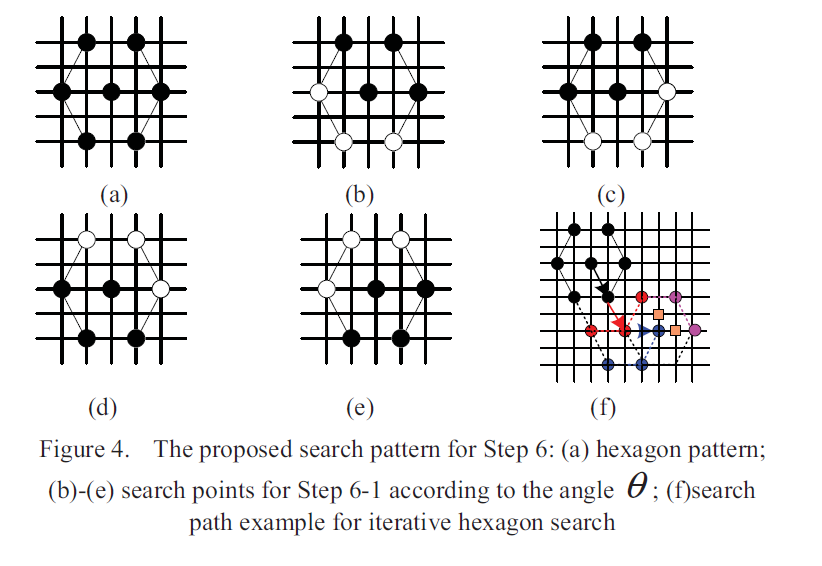 (a) (b) (c)
(d) (e) (f)
Figure 4. The proposed search pattern for Step 6: (a) hexagon pattern;
(b)-(e) search points for Step 6-1 according to the angle θ ; (f)search
path example for iterative hexagon search